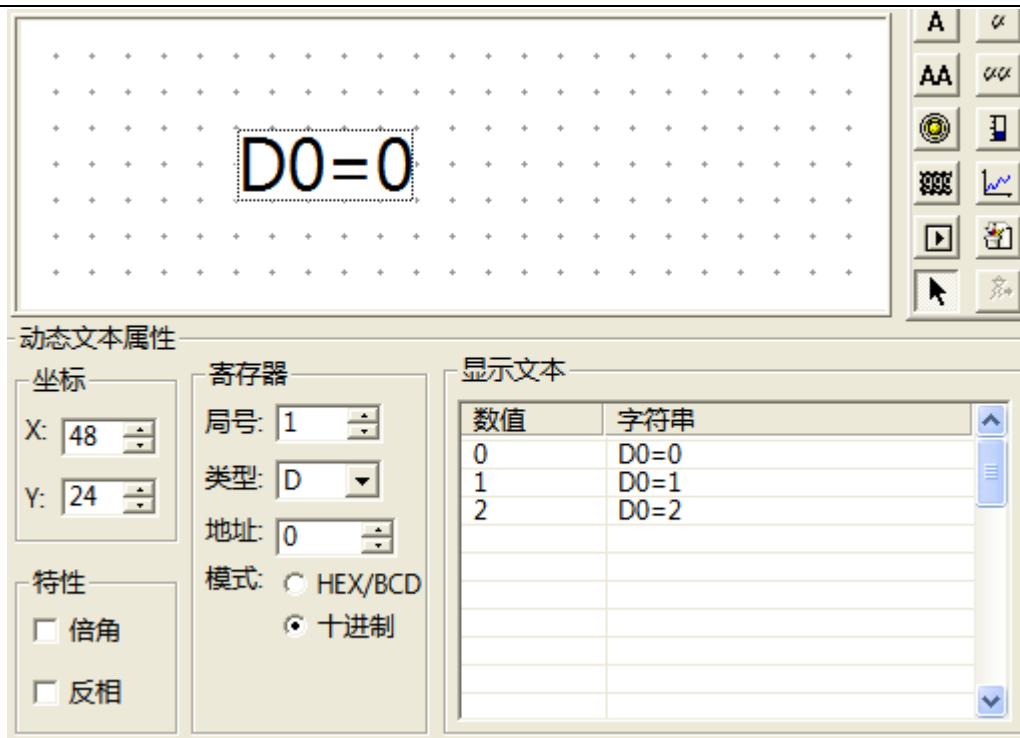 A
AA
D0=0
动态文本属性
坐标
X: 48
Y: 24
特性
倍角
反相
寄存器
局号: 1
类型: D
地址: 0
模式: HEX/BCD
十进制
显示文本
数值 字符串
0 D0=0
1 D0=1
2 D0=2